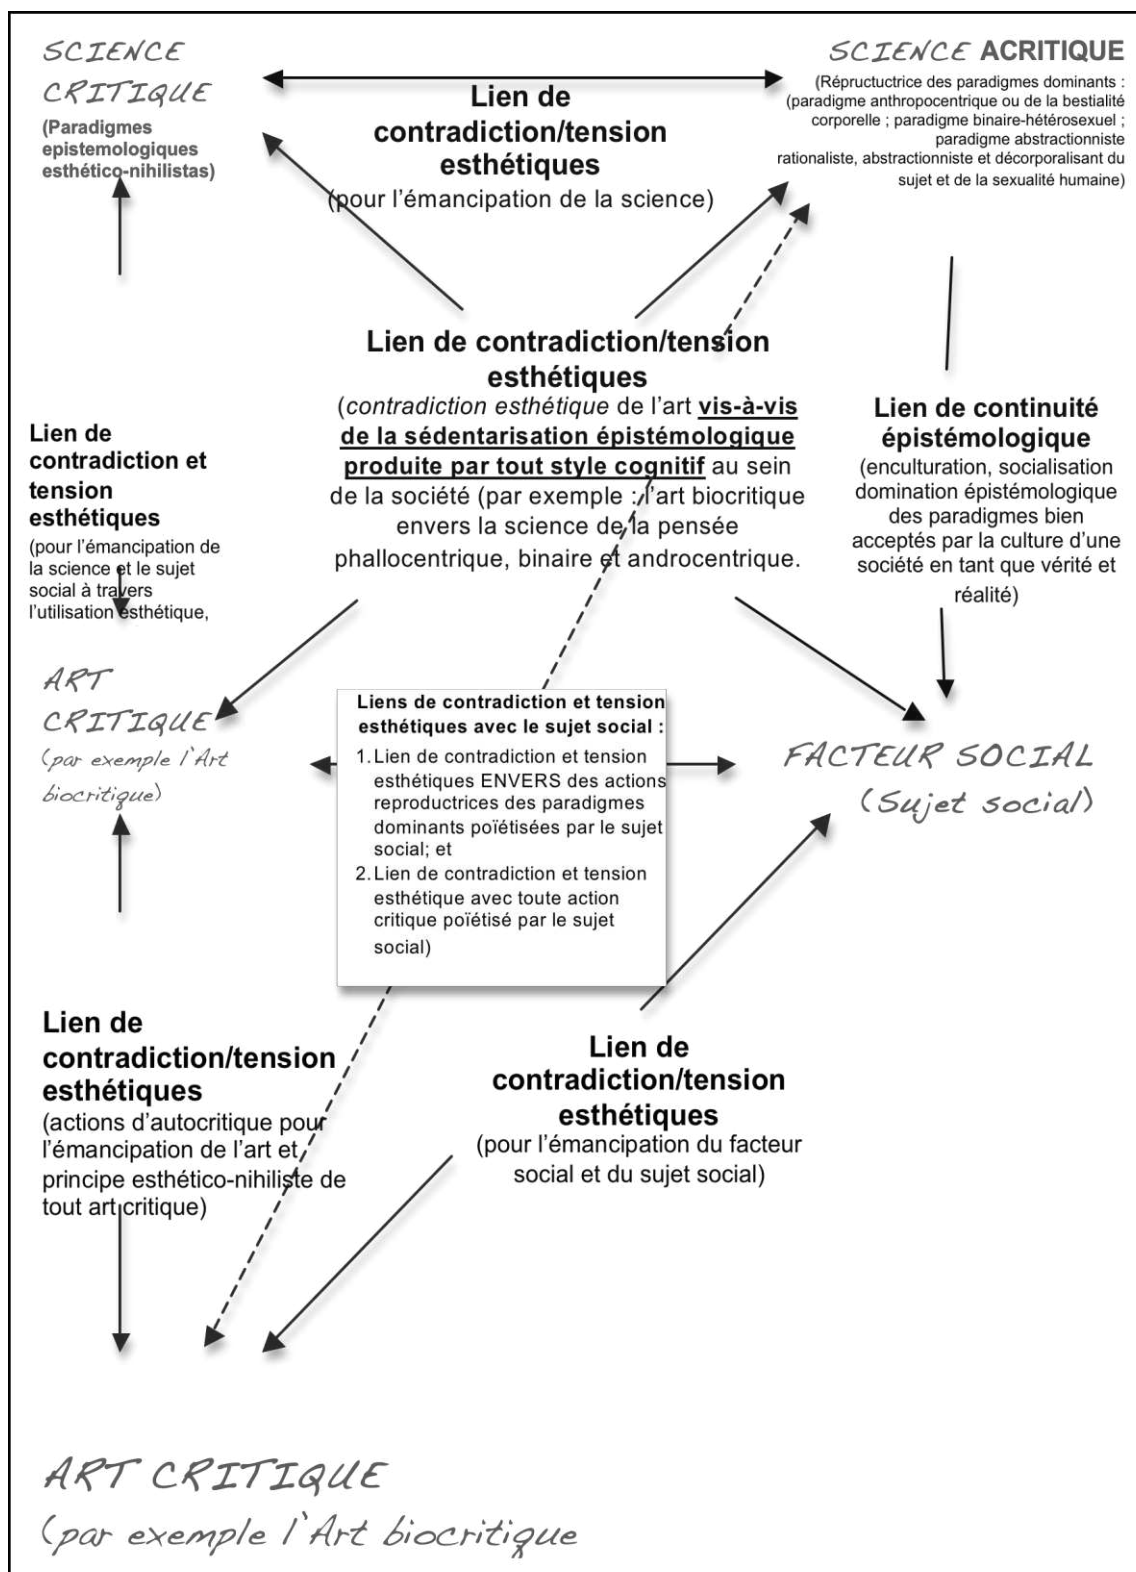 SCIENCE
CRITIQUE
(Paradigmes
epistemologiques
esthético-nihilistas)
SCIENCE ACRITIQUE
(Répructuctrice des paradigmes dominants :
(paradigme anthropocentrique ou de la bestialité
corporelle ; paradigme binaire-hétérosexuel ;
paradigme abstractionniste
rationaliste, abstractionniste et décorporalisant du
sujet et de la sexualité humaine)
Lien de
contradiction/tension
esthétiques
(pour l’émancipation de la science)
Lien de contradiction/tension
esthétiques
(contradiction esthétique de l’art vis-à-vis
de la sédentarisation épistémologique
produite par tout style cognitif au sein
de la société (par exemple : l’art biocritique
envers la science de la pensée
phallocentrique, binaire et androcentrique.
Lien de
contradiction et
tension
esthétiques
(pour l’émancipation de
la science et le sujet
social à travers
l’utilisation esthétique,
Lien de continuité
épistémologique
(enculturation, socialisation
domination épistémologique
des paradigmes bien
acceptés par la culture d’une
société en tant que vérité et
réalité)
ART
CRITIQUE
(par exemple l’Art
biocritique)
Liens de contradiction et tension
esthétiques avec le sujet social :
1. Lien de contradiction et tension
esthétiques ENVERS des actions
reproductrices des paradigmes
dominants poïétisées par le sujet
social; et
2. Lien de contradiction et tension
esthétique avec toute action
critique poïétisé par le sujet
social)
FACTEUR SOCIAL
(Sujet social)
Lien de
contradiction/tension
esthétiques
(actions d’autocritique pour
l’émancipation de l’art et
principe esthético-nihiliste de
tout art critique)
Lien de
contradiction/tension
esthétiques
(pour l’émancipation du facteur
social et du sujet social)
ART CRITIQUE
(par exemple l’Art biocritique